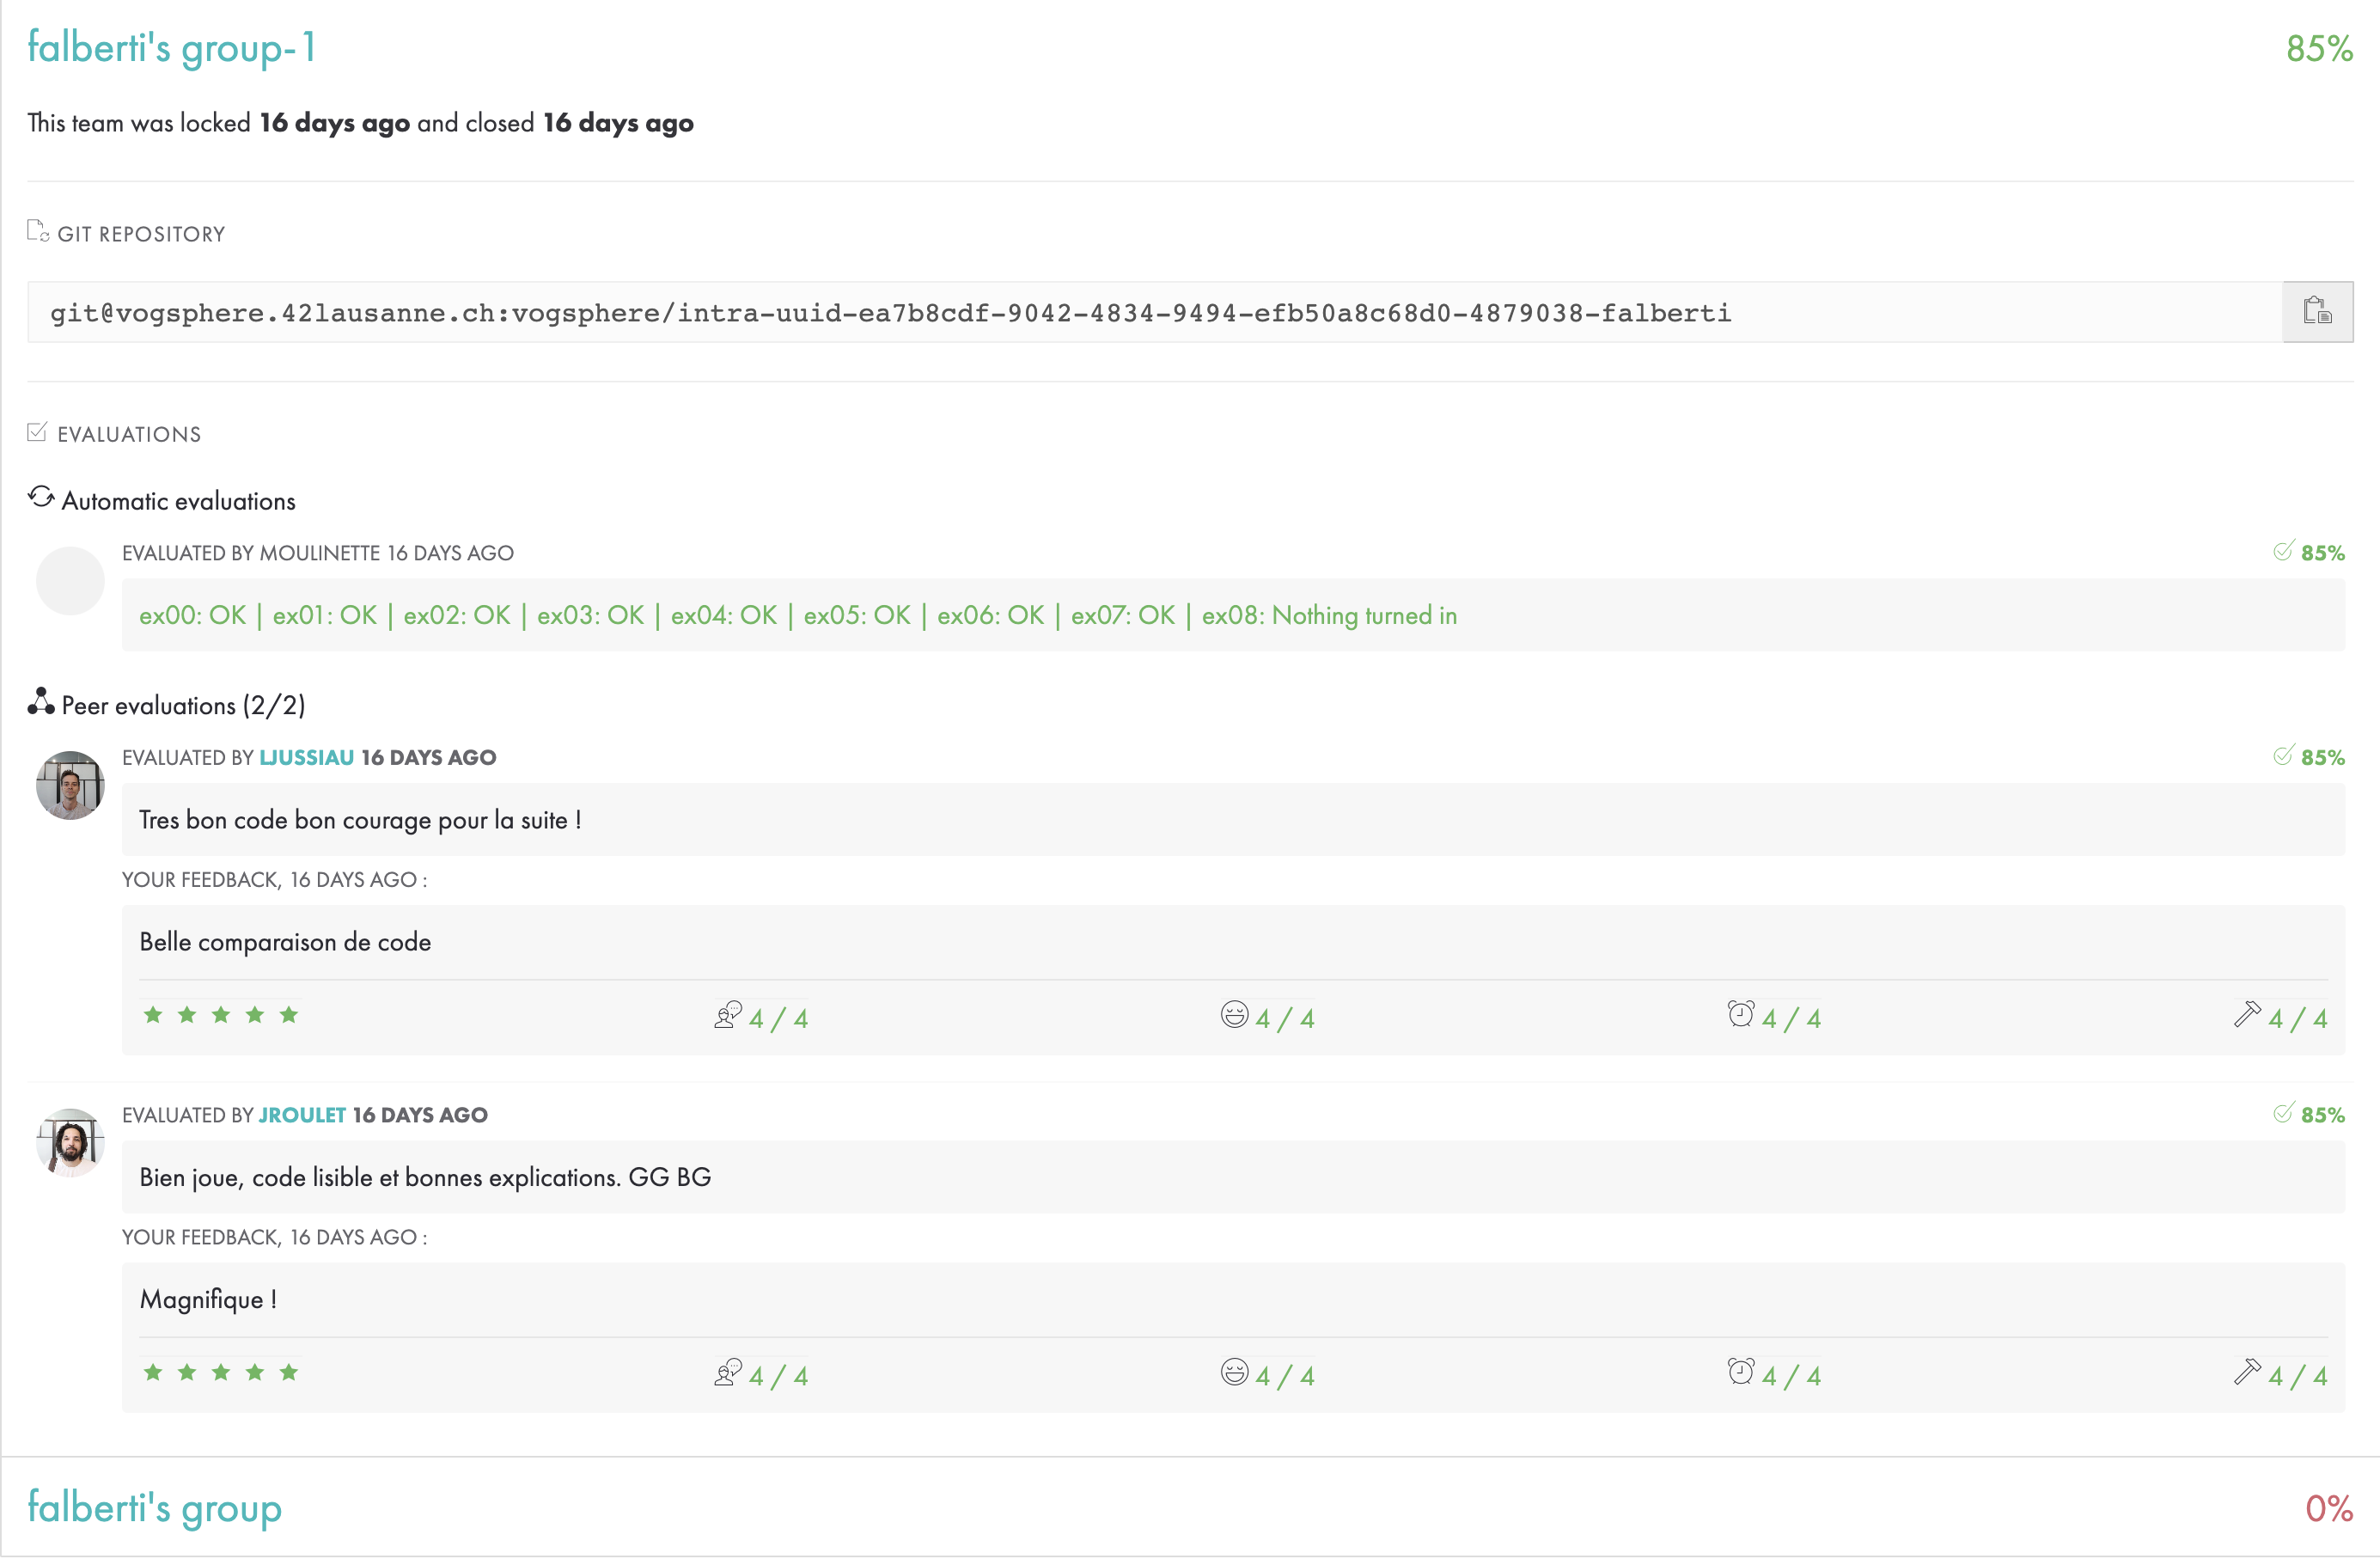 falberti's group-1
85%
This team was locked 16 days ago and closed 16 days ago
GIT REPOSITORY
git@vogsphere.42lausanne.ch:vogsphere/intra-uuid-ea7b8cdf-9042-4834-9494-efb50a8c68d0-4879038-falberti
EVALUATIONS
Automatic evaluations
EVALUATED BY MOULINETTE 16 DAYS AGO
85%
ex00: OK | ex01: OK | ex02: OK | ex03: OK | ex04: OK | ex05: OK | ex06: OK | ex07: OK | ex08: Nothing turned in
Peer evaluations (2/2)
EVALUATED BY LJUSSIAU 16 DAYS AGO
85%
Tres bon code bon courage pour la suite !
YOUR FEEDBACK, 16 DAYS AGO :
Belle comparaison de code
4 / 4
4 / 4
4 / 4
4 / 4
EVALUATED BY JROULET 16 DAYS AGO
85%
Bien joue, code lisible et bonnes explications. GG BG
YOUR FEEDBACK, 16 DAYS AGO :
Magnifique !
4 / 4
4 / 4
4 / 4
4 / 4
falberti's group
0%